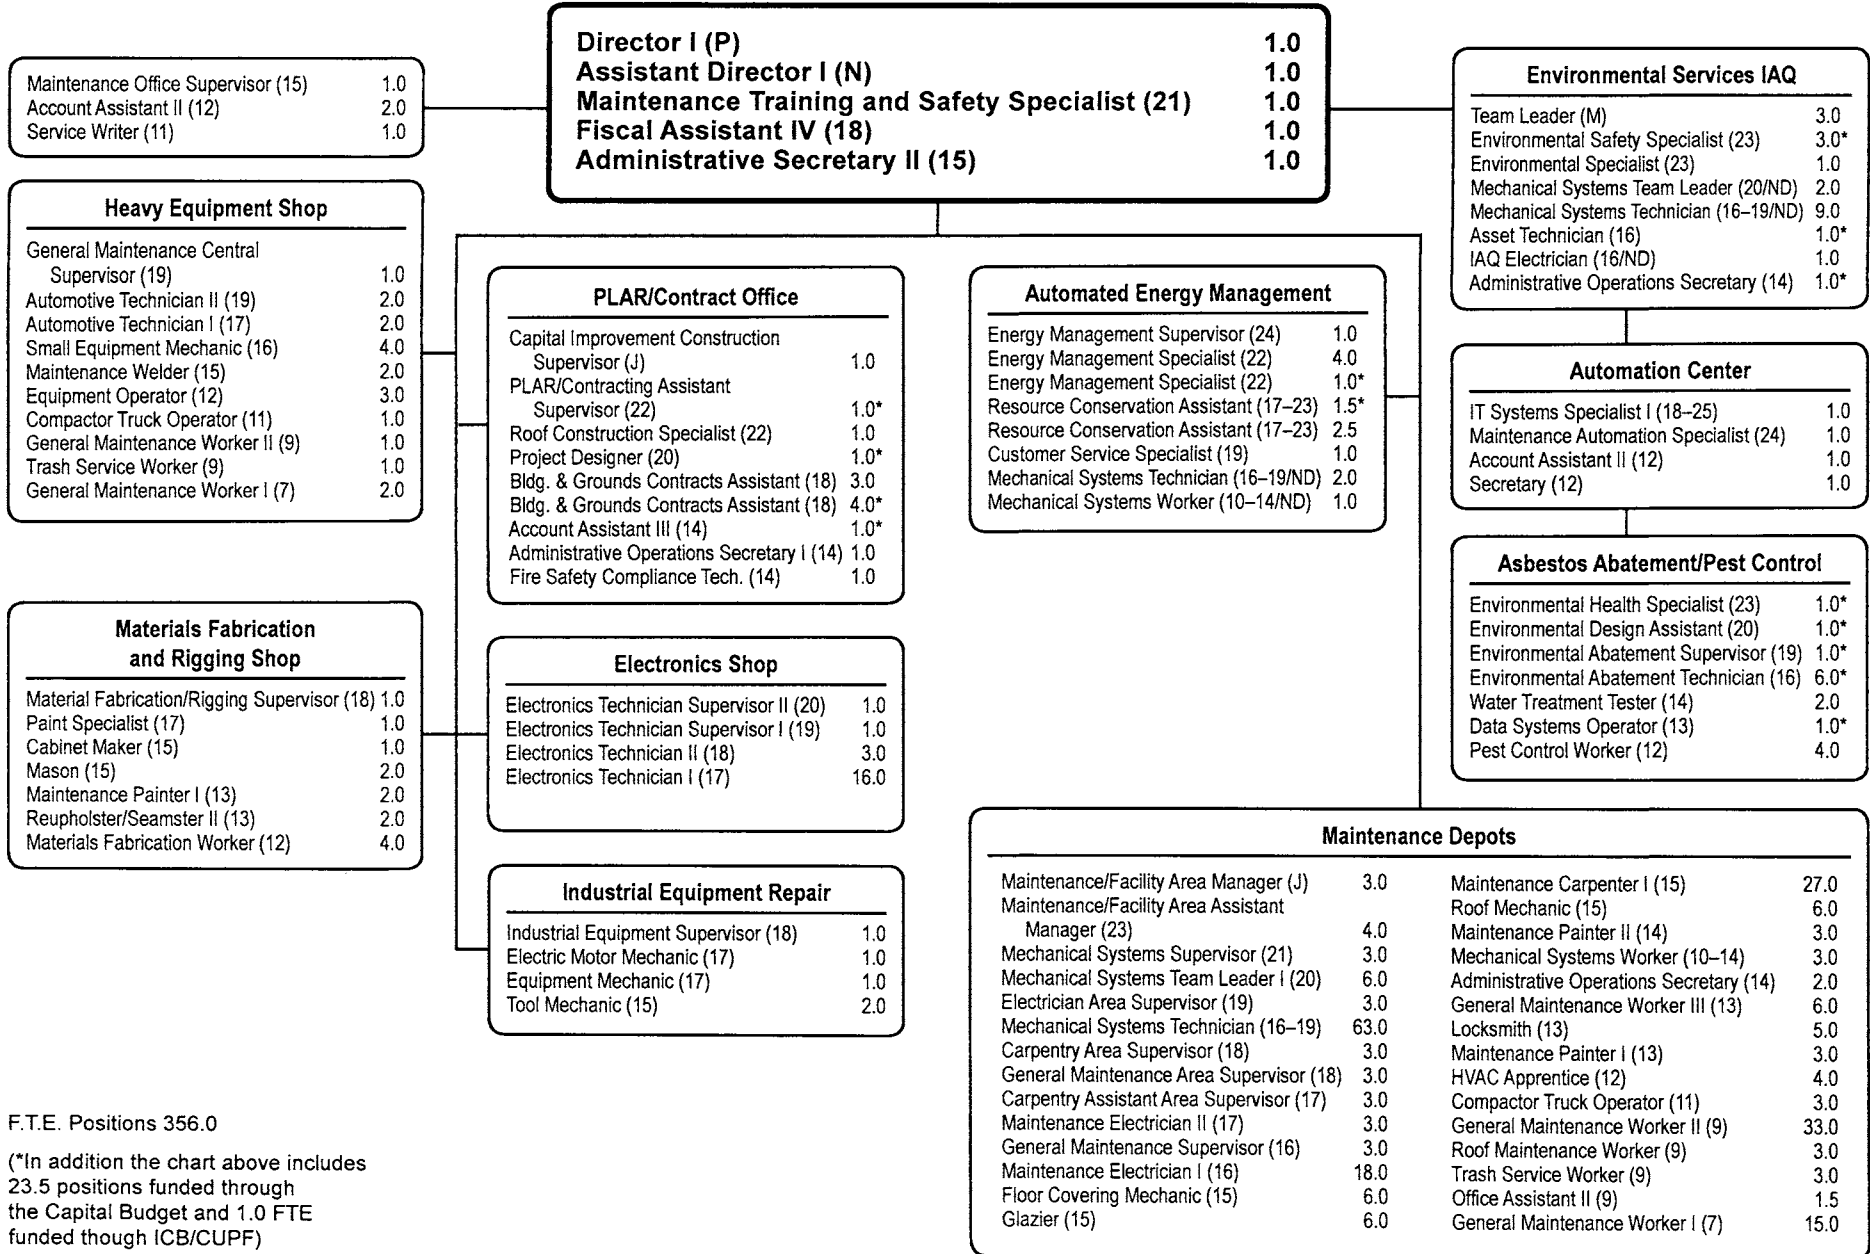 Director I (P) 1.0
Assistant Director I (N) 1.0
Maintenance Training and Safety Specialist (21) 1.0
Fiscal Assistant IV (18) 1.0
Administrative Secretary II (15) 1.0
Maintenance Office Supervisor (15) 1.0
Account Assistant II (12) 2.0
Service Writer (11) 1.0
Heavy Equipment Shop
General Maintenance Central
Supervisor (19) 1.0
Automotive Technician II (19) 2.0
Automotive Technician I (17) 2.0
Small Equipment Mechanic (16) 4.0
Maintenance Welder (15) 2.0
Equipment Operator (12) 3.0
Compactor Truck Operator (11) 1.0
General Maintenance Worker II (9) 1.0
Trash Service Worker (9) 1.0
General Maintenance Worker I (7) 2.0
Materials Fabrication
and Rigging Shop
Material Fabrication/Rigging Supervisor (18) 1.0
Paint Specialist (17) 1.0
Cabinet Maker (15) 1.0
Mason (15) 2.0
Maintenance Painter I (13) 2.0
Reupholster/Seamster II (13) 2.0
Materials Fabrication Worker (12) 4.0
PLAR/Contract Office
Capital Improvement Construction
Supervisor (J) 1.0
PLAR/Contracting Assistant
Supervisor (22) 1.0*
Roof Construction Specialist (22) 1.0
Project Designer (20) 1.0*
Bldg. & Grounds Contracts Assistant (18) 3.0
Bldg. & Grounds Contracts Assistant (18) 4.0*
Account Assistant III (14) 1.0*
Administrative Operations Secretary I (14) 1.0
Fire Safety Compliance Tech. (14) 1.0
Electronics Shop
Electronics Technician Supervisor II (20) 1.0
Electronics Technician Supervisor I (19) 1.0
Electronics Technician II (18) 3.0
Electronics Technician I (17) 16.0
Industrial Equipment Repair
Industrial Equipment Supervisor (18) 1.0
Electric Motor Mechanic (17) 1.0
Equipment Mechanic (17) 1.0
Tool Mechanic (15) 2.0
Automated Energy Management
Energy Management Supervisor (24) 1.0
Energy Management Specialist (22) 4.0
Energy Management Specialist (22) 1.0*
Resource Conservation Assistant (17–23) 1.5*
Resource Conservation Assistant (17–23) 2.5
Customer Service Specialist (19) 1.0
Mechanical Systems Technician (16–19/ND) 2.0
Mechanical Systems Worker (10–14/ND) 1.0
Environmental Services IAQ
Team Leader (M) 3.0
Environmental Safety Specialist (23) 3.0*
Environmental Specialist (23) 1.0
Mechanical Systems Team Leader (20/ND) 2.0
Mechanical Systems Technician (16–19/ND) 9.0
Asset Technician (16) 1.0*
IAQ Electrician (16/ND) 1.0
Administrative Operations Secretary (14) 1.0*
Automation Center
IT Systems Specialist I (18–25) 1.0
Maintenance Automation Specialist (24) 1.0
Account Assistant II (12) 1.0
Secretary (12) 1.0
Asbestos Abatement/Pest Control
Environmental Health Specialist (23) 1.0*
Environmental Design Assistant (20) 1.0*
Environmental Abatement Supervisor (19) 1.0*
Environmental Abatement Technician (16) 6.0*
Water Treatment Tester (14) 2.0
Data Systems Operator (13) 1.0*
Pest Control Worker (12) 4.0
Maintenance Depots
Maintenance/Facility Area Manager (J) 3.0
Maintenance/Facility Area Assistant
Manager (23) 4.0
Mechanical Systems Supervisor (21) 3.0
Mechanical Systems Team Leader I (20) 6.0
Electrician Area Supervisor (19) 3.0
Mechanical Systems Technician (16–19) 63.0
Carpentry Area Supervisor (18) 3.0
General Maintenance Area Supervisor (18) 3.0
Carpentry Assistant Area Supervisor (17) 3.0
Maintenance Electrician II (17) 3.0
General Maintenance Supervisor (16) 3.0
Maintenance Electrician I (16) 18.0
Floor Covering Mechanic (15) 6.0
Glazier (15) 6.0
Maintenance Carpenter I (15) 27.0
Roof Mechanic (15) 6.0
Maintenance Painter II (14) 3.0
Mechanical Systems Worker (10–14) 3.0
Administrative Operations Secretary (14) 2.0
General Maintenance Worker III (13) 6.0
Locksmith (13) 5.0
Maintenance Painter I (13) 3.0
HVAC Apprentice (12) 4.0
Compactor Truck Operator (11) 3.0
General Maintenance Worker II (9) 33.0
Roof Maintenance Worker (9) 3.0
Trash Service Worker (9) 3.0
Office Assistant II (9) 1.5
General Maintenance Worker I (7) 15.0
F.T.E. Positions 356.0
(*In addition the chart above includes
23.5 positions funded through
the Capital Budget and 1.0 FTE
funded though ICB/CUPF)